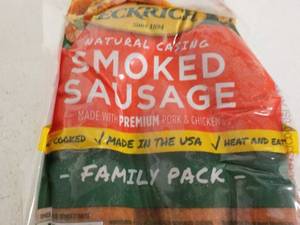 ECKRICH
SINCE 1894
NATURAL CASING
SMOKED
SAUSAGE
MADE WITH PREMIUM PORK & CHICKEN
COOKED ✓ MADE IN THE USA ✓ HEAT AND EAT
- FAMILY PACK -